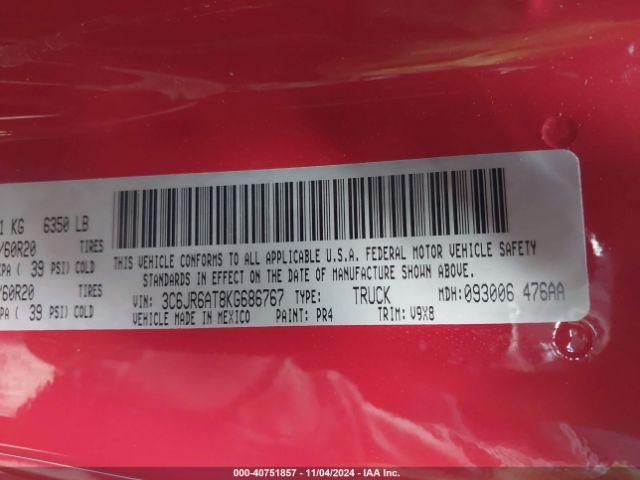 1 KG 6350 LB
/60R20 TIRES
PA ( 39 PSI) COLD
/60R20 TIRES
PA ( 39 PSI) COLD
THIS VEHICLE CONFORMS TO ALL APPLICABLE U.S.A. FEDERAL MOTOR VEHICLE SAFETY
STANDARDS IN EFFECT ON THE DATE OF MANUFACTURE SHOWN ABOVE.
VIN: 3C6JR6AT8KG686767 TYPE: TRUCK MDH: 093006 476AA
VEHICLE MADE IN MEXICO PAINT: PR4 TRIM: V9X8
000-40751857 - 11/04/2024 - IAA Inc.